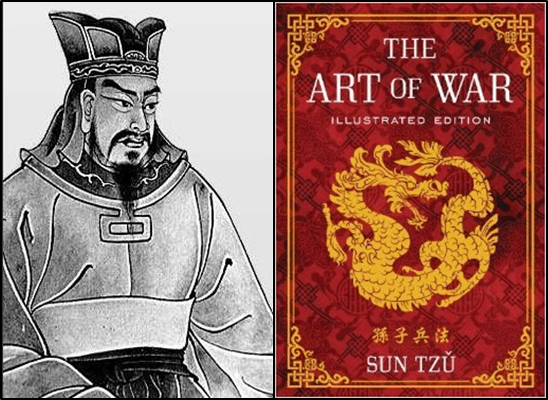 THE
ART OF WAR
ILLUSTRATED EDITION
孫子兵法
SUN TZŬ